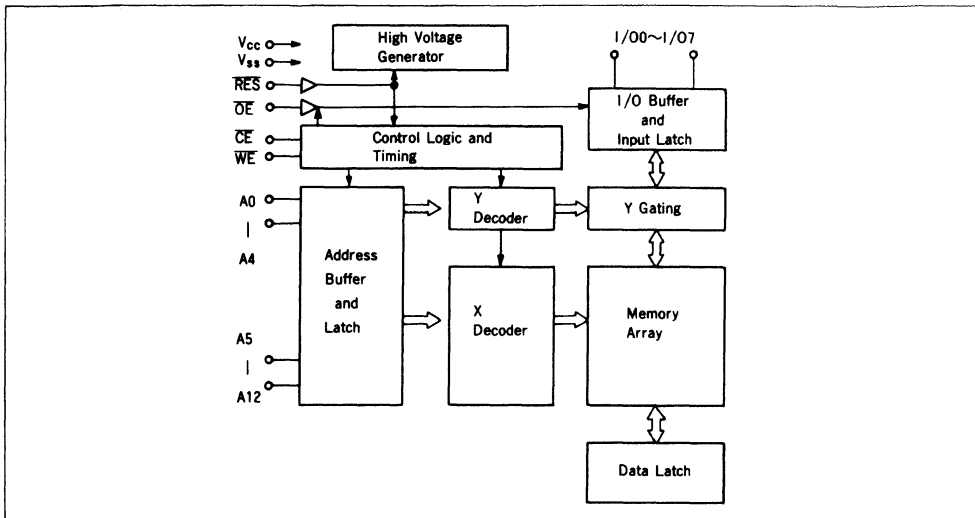 High Voltage
Generator
Vcc
Vss
RES
OE
CE
WE
Control Logic and
Timing
I/O0~I/O7
I/O Buffer
and
Input Latch
A0
|
A4
A5
|
A12
Address
Buffer
and
Latch
Y
Decoder
X
Decoder
Y Gating
Memory
Array
Data Latch